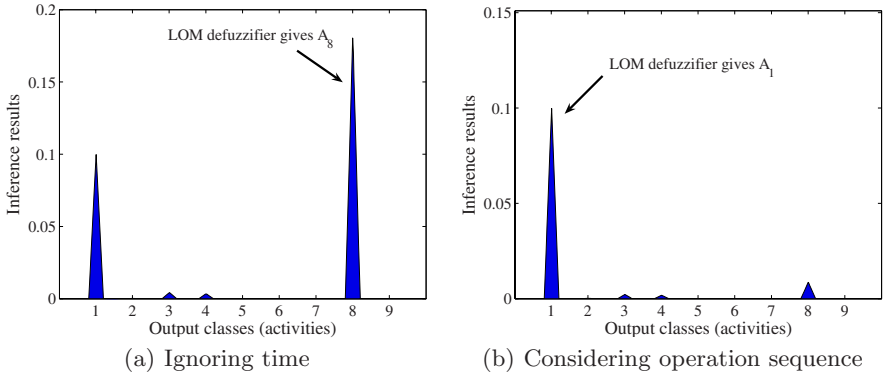 0.2
0.15
0.1
0.05
0
LOM defuzzifier gives A8
Inference results
1 2 3 4 5 6 7 8 9
Output classes (activities)
(a) Ignoring time
0.15
0.1
0.05
0
LOM defuzzifier gives A1
Inference results
1 2 3 4 5 6 7 8 9
Output classes (activities)
(b) Considering operation sequence